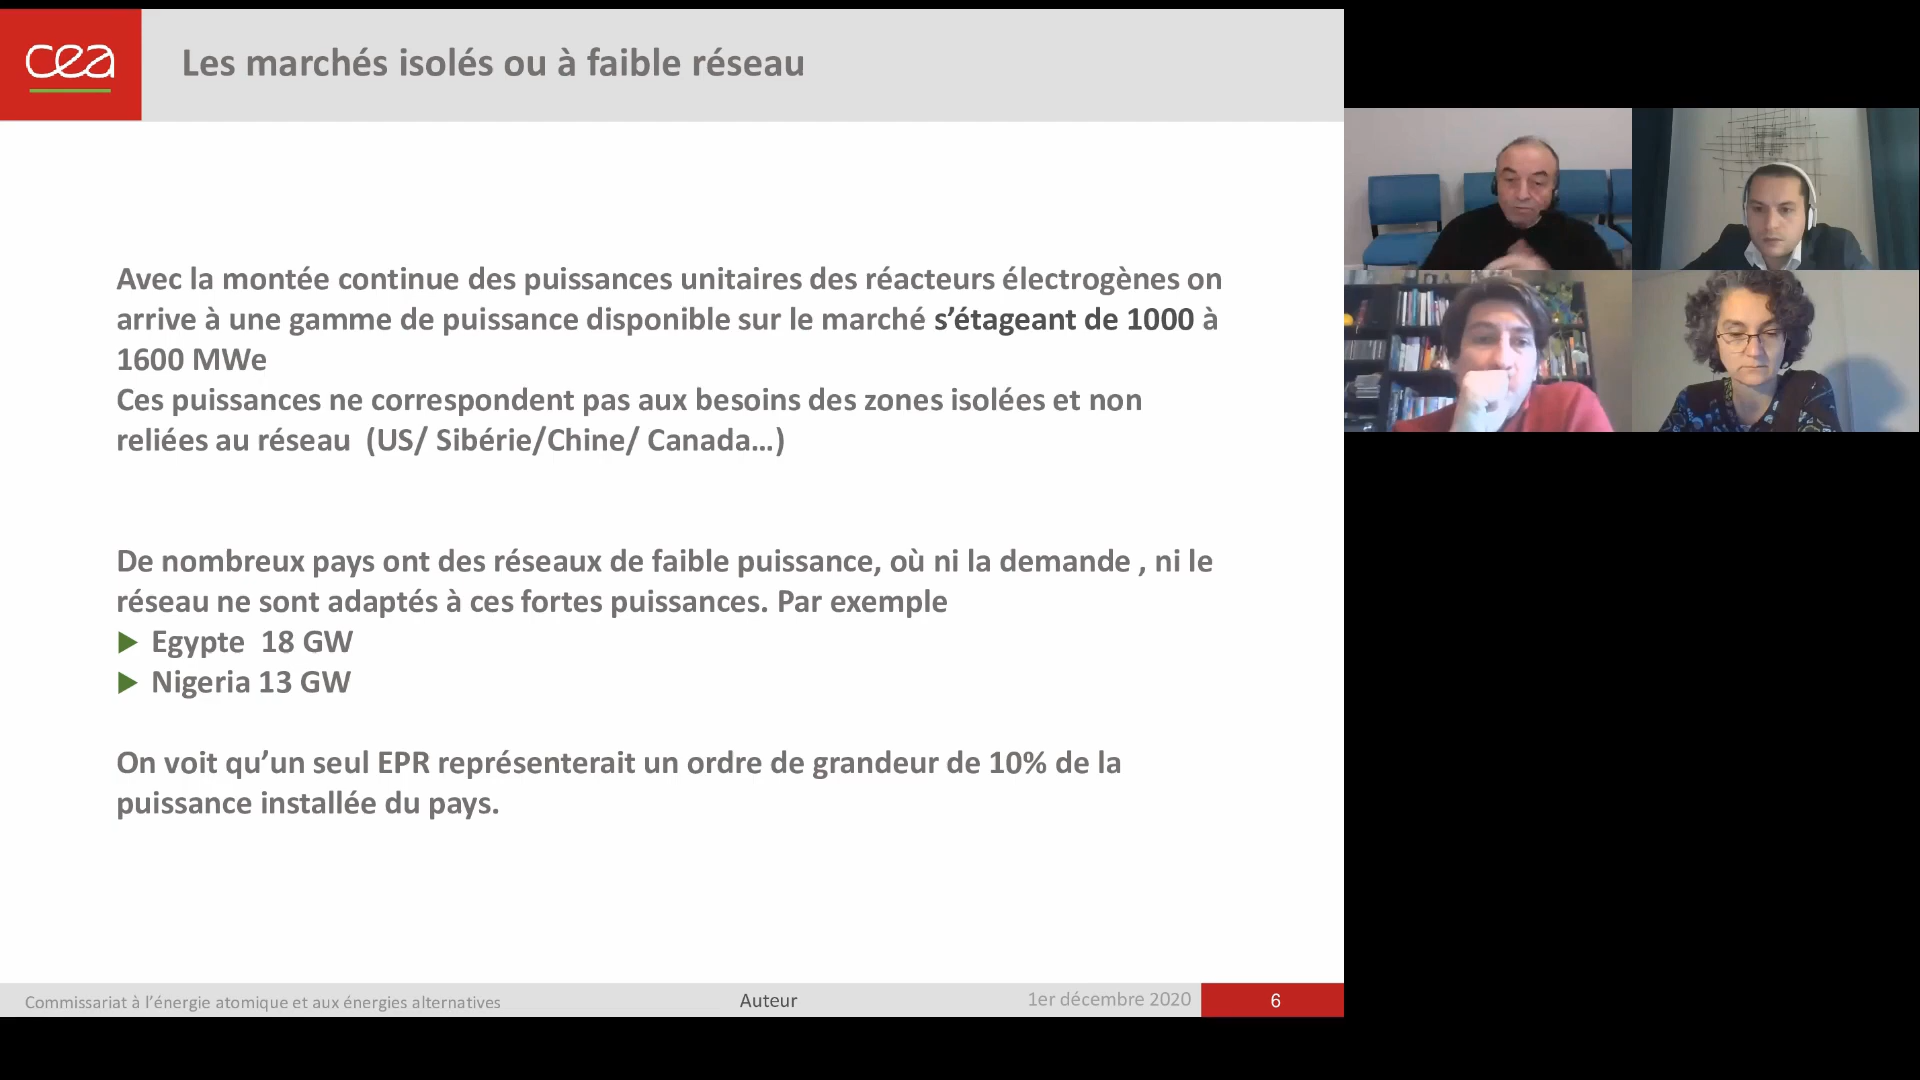 cea
Les marchés isolés ou à faible réseau
Avec la montée continue des puissances unitaires des réacteurs électrogènes on
arrive à une gamme de puissance disponible sur le marché s’étageant de 1000 à
1600 MWe
Ces puissances ne correspondent pas aux besoins des zones isolées et non
reliées au réseau (US/ Sibérie/Chine/ Canada…)
De nombreux pays ont des réseaux de faible puissance, où ni la demande , ni le
réseau ne sont adaptés à ces fortes puissances. Par exemple
Egypte 18 GW
Nigeria 13 GW
On voit qu’un seul EPR représenterait un ordre de grandeur de 10% de la
puissance installée du pays.
Commissariat à l’énergie atomique et aux énergies alternatives
Auteur
1er décembre 2020
6